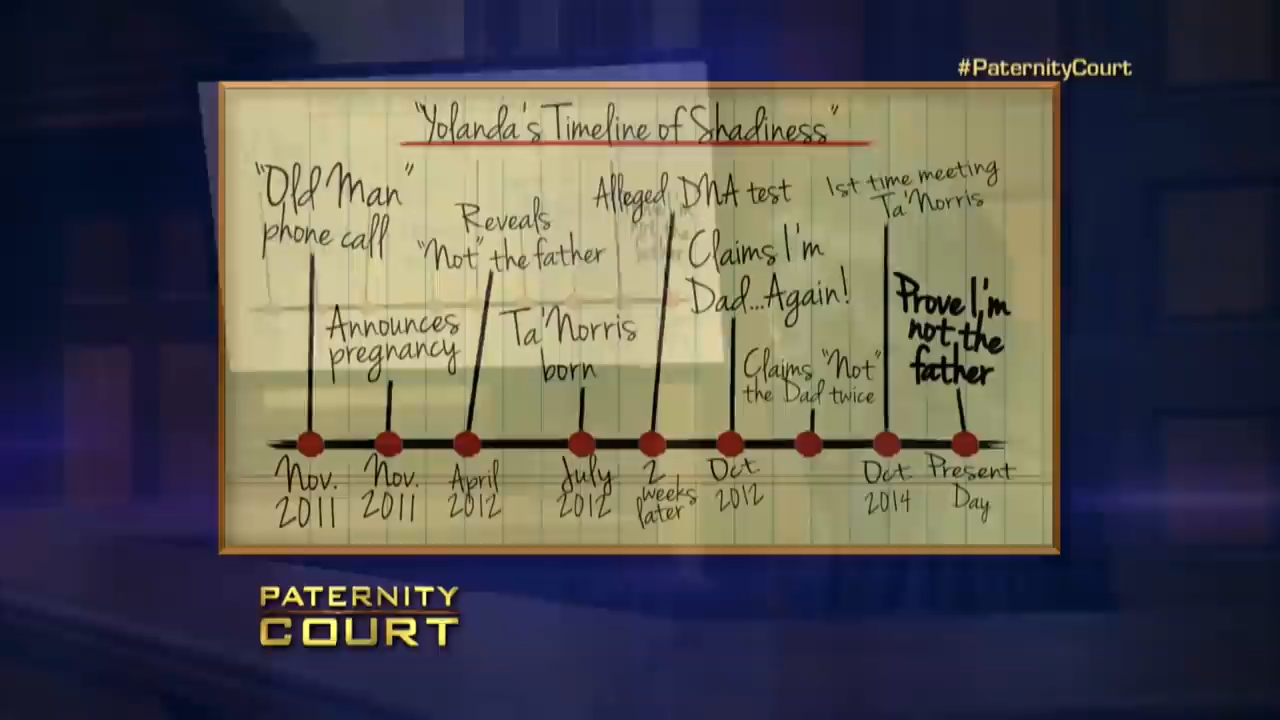 #PaternityCourt
"Yolanda's Timeline of Shadiness"
"Old Man"
phone call
Announces
pregnancy
Reveals
"Not" the father
Ta'Norris
born
Alleged DNA test
Claims I'm
Dad...Again!
Claims "Not"
the Dad twice
1st time meeting
Ta'Norris
Prove I'm
not the
father
Nov.
2011
Nov.
2011
April
2012
July
2012
2
weeks
later
Oct.
2012
Oct.
2014
Present
Day
PATERNITY
COURT